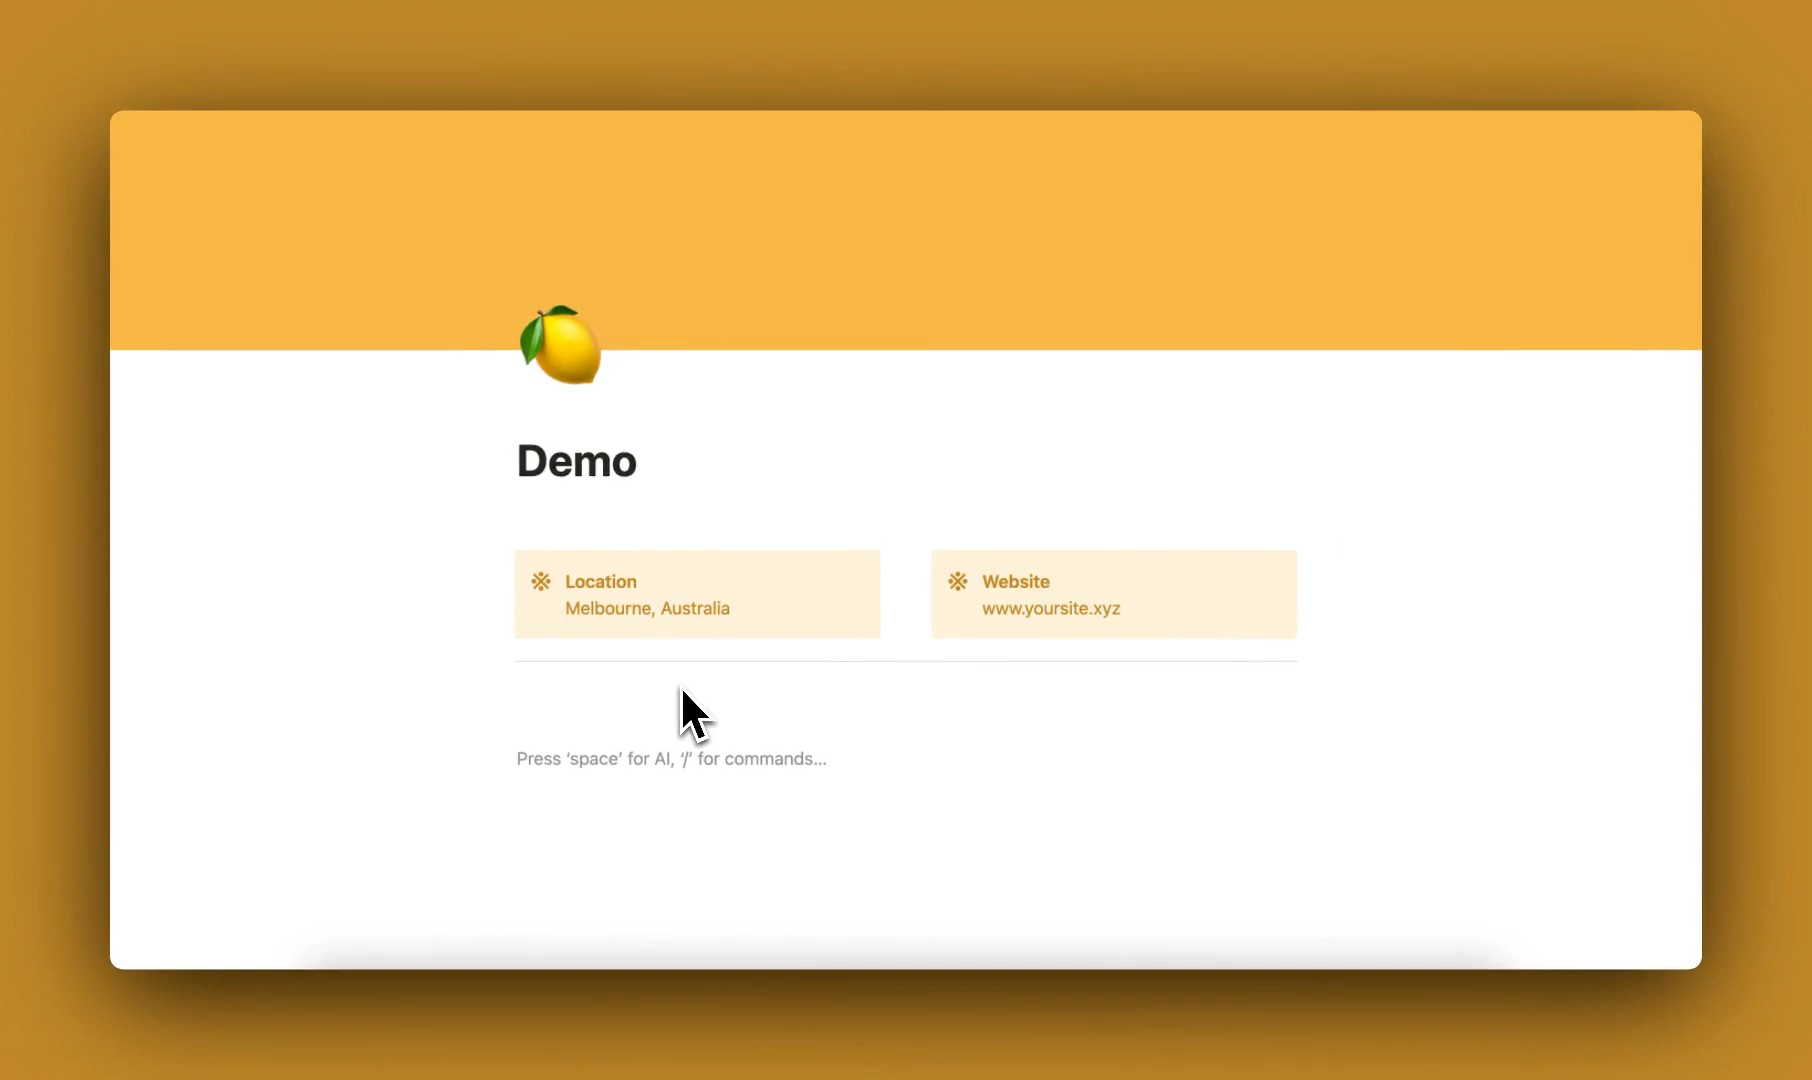 Demo
※ Location
Melbourne, Australia
※ Website
www.yoursite.xyz
Press ‘space’ for AI, ‘/’ for commands…